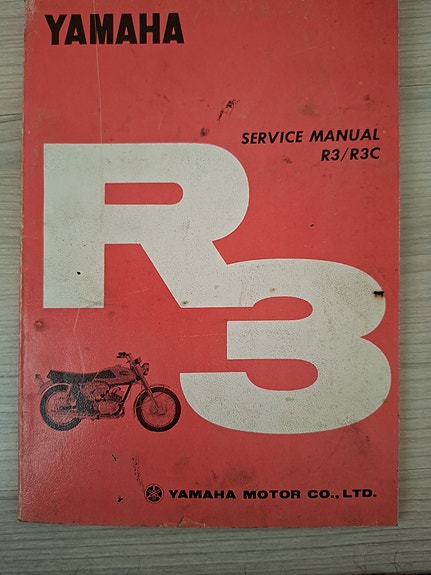 YAMAHA
SERVICE MANUAL
R3/R3C
R3
YAMAHA MOTOR CO., LTD.